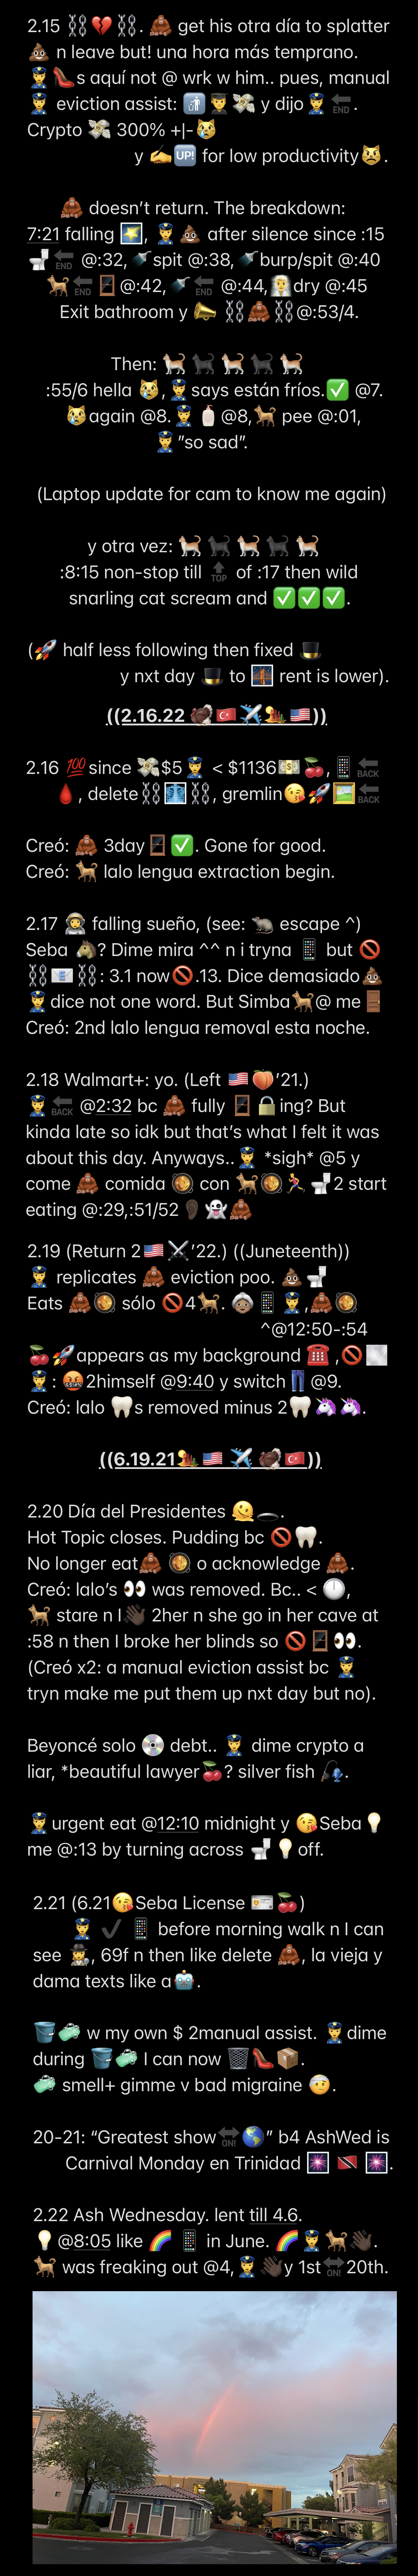 2.15 ⛓💔⛓. 🦧 get his otra día to splatter
💩 n leave but! una hora más temprano.
👮‍♂️👠s aquí not @ wrk w him.. pues, manual
👮‍♂️ eviction assist: 🚮👨‍🎓💸 y dijo👮‍♂️🔚.
Crypto 💸 300% +|-😿
y ✍️🆙 for low productivity😾.
🦧 doesn’t return. The breakdown:
7:21 falling 🌠, 👮‍♂️💩 after silence since :15
🚽🔚 @:32,🚿spit @:38,🚿burp/spit @:40
🐕🔚🚪@:42,🚿🔚 @:44,🧖‍♂️dry @:45
Exit bathroom y 📣 ⛓🦧⛓@:53/4.
Then: 🐕🐈‍⬛🐕🐈‍⬛🐕
:55/6 hella 😿,👮‍♂️says están fríos.✅ @7.
😿again @8.👮‍♂️🧴@8,🐕 pee @:01,
👮‍♂️”so sad”.
(Laptop update for cam to know me again)
y otra vez: 🐕🐈‍⬛🐕🐈‍⬛🐕
:8:15 non-stop till 🔝 of :17 then wild
snarling cat scream and ✅✅✅.
(🚀 half less following then fixed 🎩
y nxt day 🎩 to 🌉 rent is lower).
((2.16.22 🦃🇹🇷✈️🏜🇺🇸))
2.16 💯since 💸$5👮‍♂️ < $1136💵🍒,📱🔙
🩸, delete⛓🩻⛓, gremlin😘🚀🖼🔙
Creó: 🦧 3day🚪✅. Gone for good.
Creó: 🐕 lalo lengua extraction begin.
2.17 👩‍🚀 falling sueño, (see: 🐀 escape ^)
Seba 🐴? Dime mira ^^ n i tryna 📱 but 🚫
⛓📧⛓: 3.1 now🚫.13. Dice demasiado💩
👮‍♂️dice not one word. But Simba🐕@ me🚪
Creó: 2nd lalo lengua removal esta noche.
2.18 Walmart+: yo. (Left 🇺🇸🍑’21.)
👮‍♂️🔙 @2:32 bc 🦧 fully 🚪🔒ing? But
kinda late so idk but that’s what I felt it was
about this day. Anyways..👮‍♂️ *sigh* @5 y
come 🦧 comida 🥘 con 🐕🥘🏃‍♂️🚽2 start
eating @:29,:51/52👂🏿👻🦧
2.19 (Return 2🇺🇸⚔️’22.) ((Juneteenth))
👮‍♂️ replicates 🦧 eviction poo. 💩🚽
Eats 🦧🥘 sólo 🚫4🐕. 👵🏽📱👮‍♂️,🦧🥘
^@12:50-:54
🍒🚀appears as my background ☎️,🚫⬜
👮‍♂️: 🤬2himself @9:40 y switch👖@9.
Creó: lalo 🦷s removed minus 2🦷🦄🦄.
((6.19.21🏜🇺🇸 ✈️ 🦃🇹🇷))
2.20 Día del Presidentes 🫠🕳.
Hot Topic closes. Pudding bc 🚫🦷.
No longer eat🦧 🥘 o acknowledge 🦧.
Creó: lalo’s 👀 was removed. Bc.. < 🕛,
🐕 stare n I👋🏿 2her n she go in her cave at
:58 n then I broke her blinds so 🚫🚪👀.
(Creó x2: a manual eviction assist bc 👮‍♂️
tryn make me put them up nxt day but no).
Beyoncé solo 💿 debt.. 👮‍♂️ dime crypto a
liar, *beautiful lawyer🍒? silver fish 🎣.
👮‍♂️urgent eat @12:10 midnight y 😘Seba💡
me @:13 by turning across 🚽💡off.
2.21 (6.21😘Seba License 🪪🍒)
👮‍♂️ ✔️ 📱 before morning walk n I can
see 🕵️, 69f n then like delete 🦧, la vieja y
dama texts like a🤖.
🪣🧼 w my own $ 2manual assist. 👮‍♂️dime
during 🪣🧼 I can now 🗑👠📦.
🧼 smell+ gimme v bad migraine 🤕.
20-21: “Greatest show🔛🌎” b4 AshWed is
Carnival Monday en Trinidad 🎆 🇹🇹 🎆.
2.22 Ash Wednesday. lent till 4.6.
💡@8:05 like 🌈 📱 in June. 🌈👮‍♂️🐕👋🏿.
🐕 was freaking out @4,👮‍♂️👋🏿y 1st🔛20th.